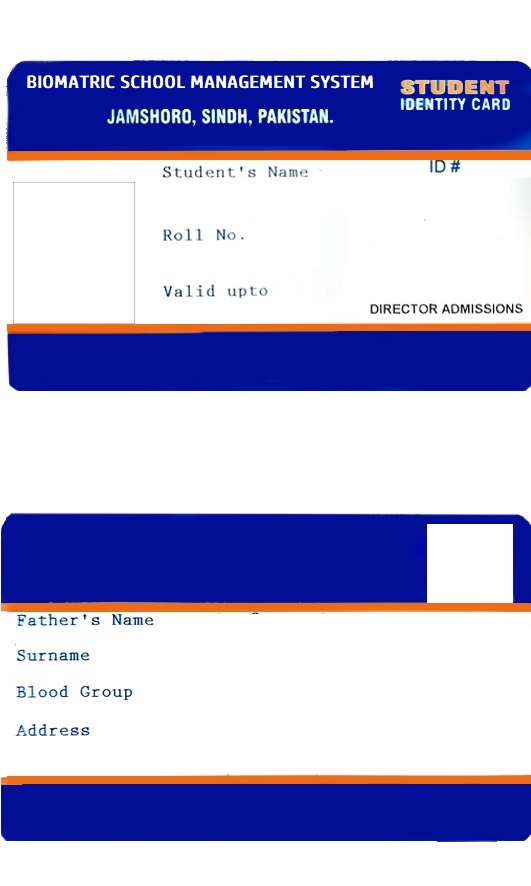 BIOMATRIC SCHOOL MANAGEMENT SYSTEM
JAMSHORO, SINDH, PAKISTAN.
STUDENT
IDENTITY CARD
Student's Name
ID #
Roll No.
Valid upto
DIRECTOR ADMISSIONS
Father's Name
Surname
Blood Group
Address